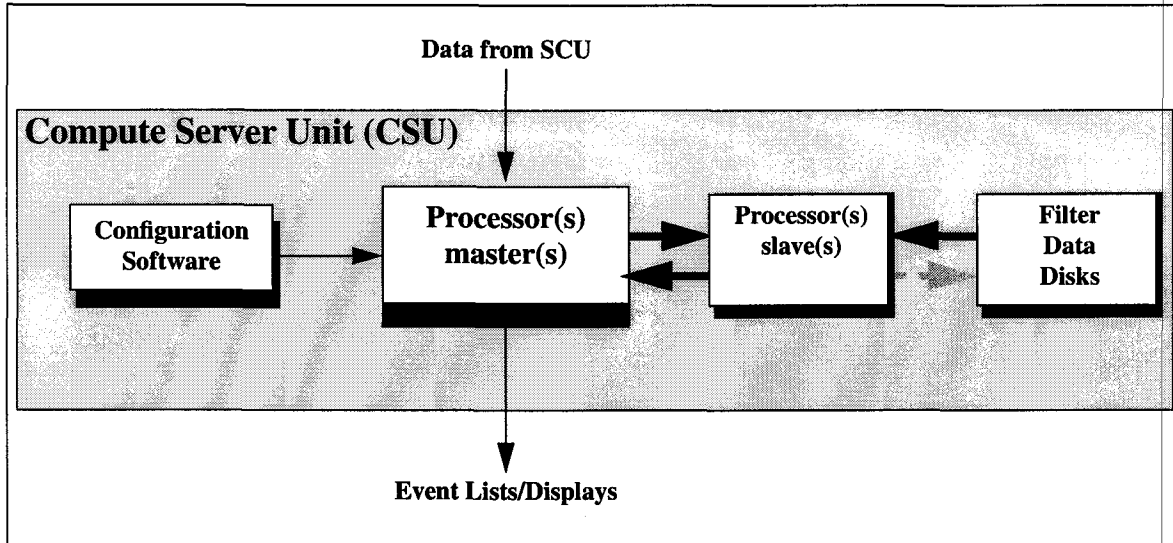 Data from SCU
Compute Server Unit (CSU)
Configuration
Software
Processor(s)
master(s)
Processor(s)
slave(s)
Filter
Data
Disks
Event Lists/Displays